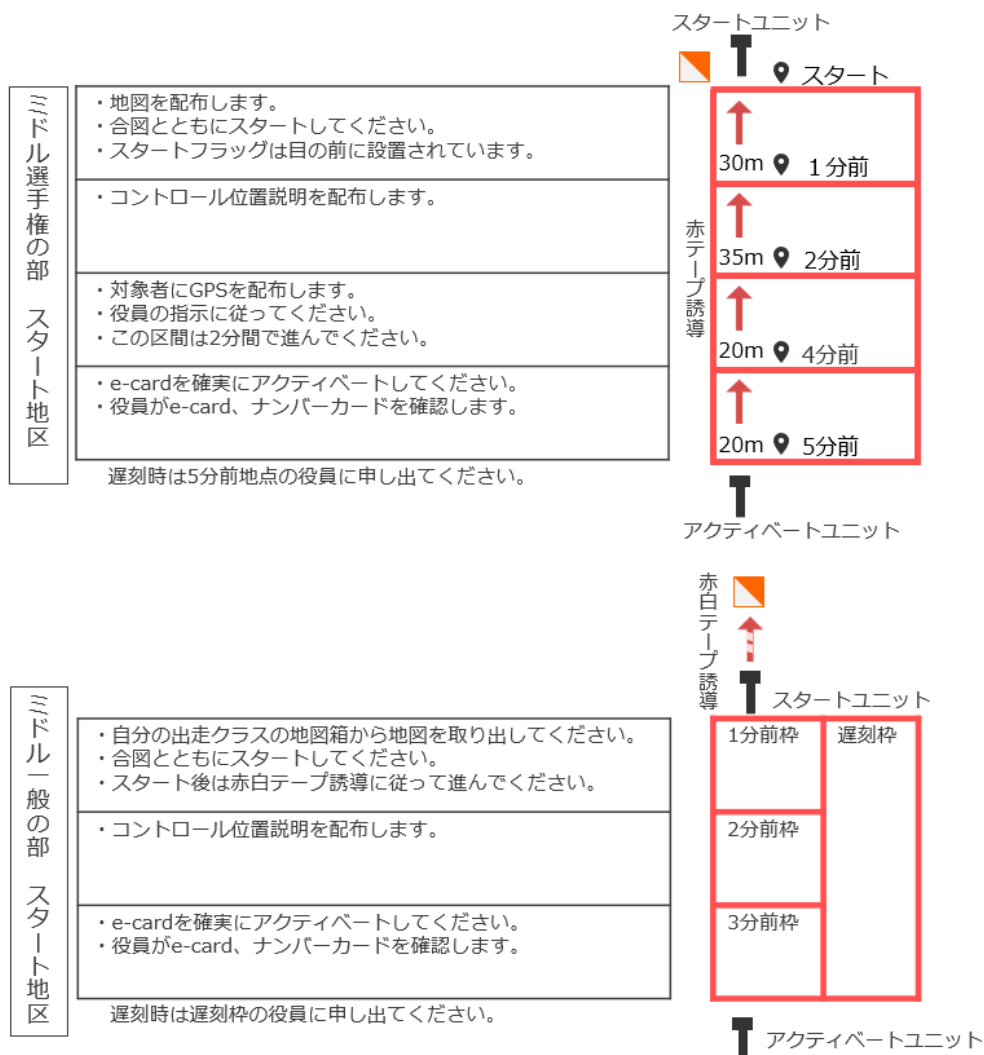 スタートユニット
スタート
ミドル選手権の部 スタート地区
・地図を配布します。
・合図とともにスタートしてください。
・スタートフラッグは目の前に設置されています。
30m 1分前
・コントロール位置説明を配布します。
赤テープ誘導
35m 2分前
・対象者にGPSを配布します。
・役員の指示に従ってください。
・この区間は2分間で進んでください。
20m 4分前
・e-cardを確実にアクティベートしてください。
・役員がe-card、ナンバーカードを確認します。
20m 5分前
遅刻時は5分前地点の役員に申し出てください。
アクティベートユニット
赤白テープ誘導
スタートユニット
ミドル一般の部 スタート地区
・自分の出走クラスの地図箱から地図を取り出してください。
・合図とともにスタートしてください。
・スタート後は赤白テープ誘導に従って進んでください。
1分前枠 遅刻枠
・コントロール位置説明を配布します。
2分前枠
・e-cardを確実にアクティベートしてください。
・役員がe-card、ナンバーカードを確認します。
3分前枠
遅刻時は遅刻枠の役員に申し出てください。
アクティベートユニット